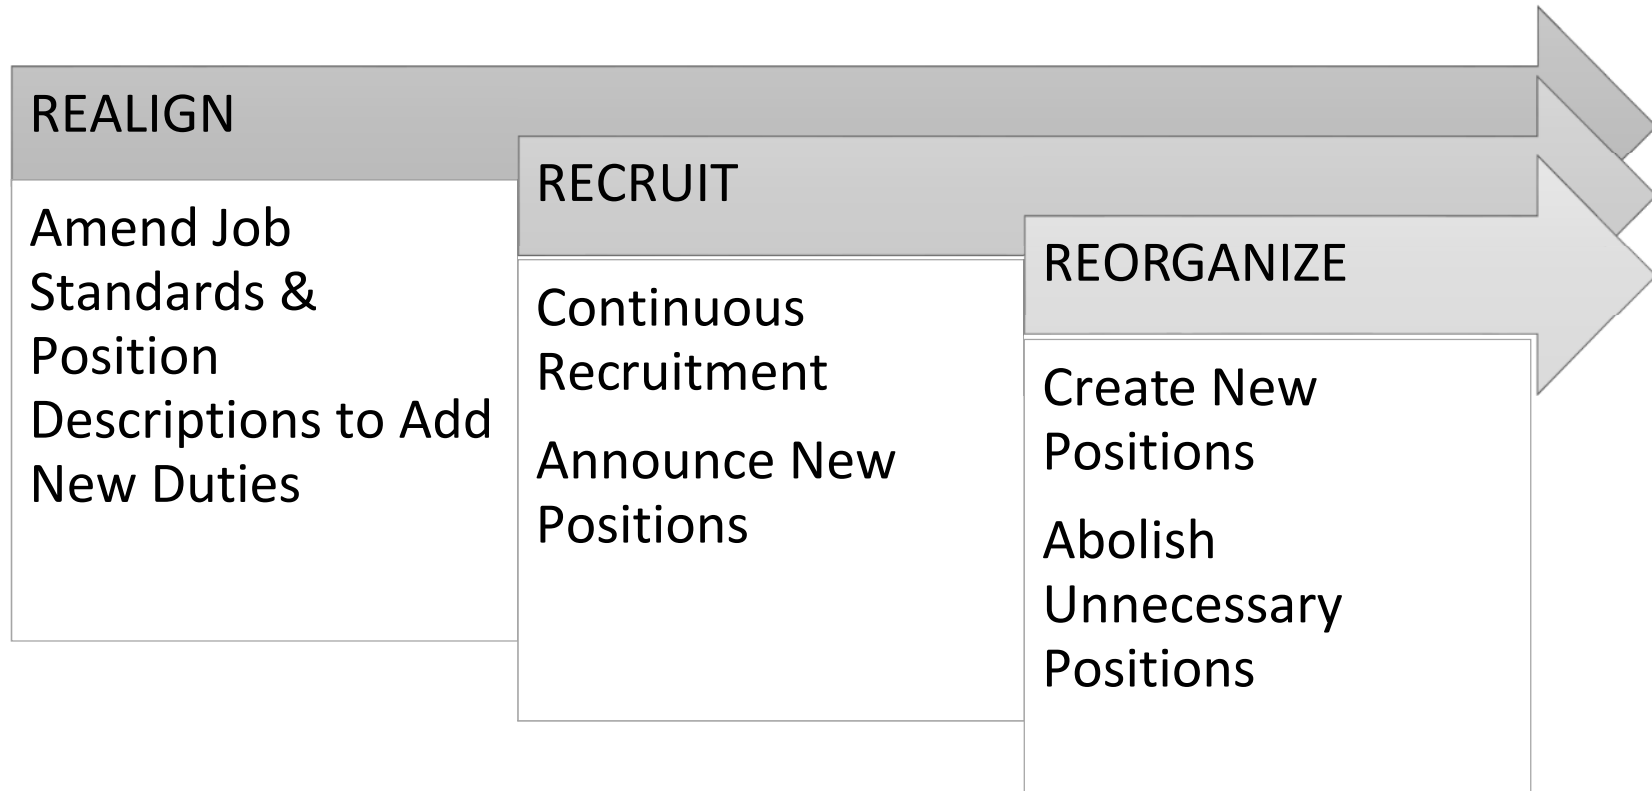 REALIGN
Amend Job
Standards &
Position
Descriptions to Add
New Duties
RECRUIT
Continuous
Recruitment
Announce New
Positions
REORGANIZE
Create New
Positions
Abolish
Unnecessary
Positions